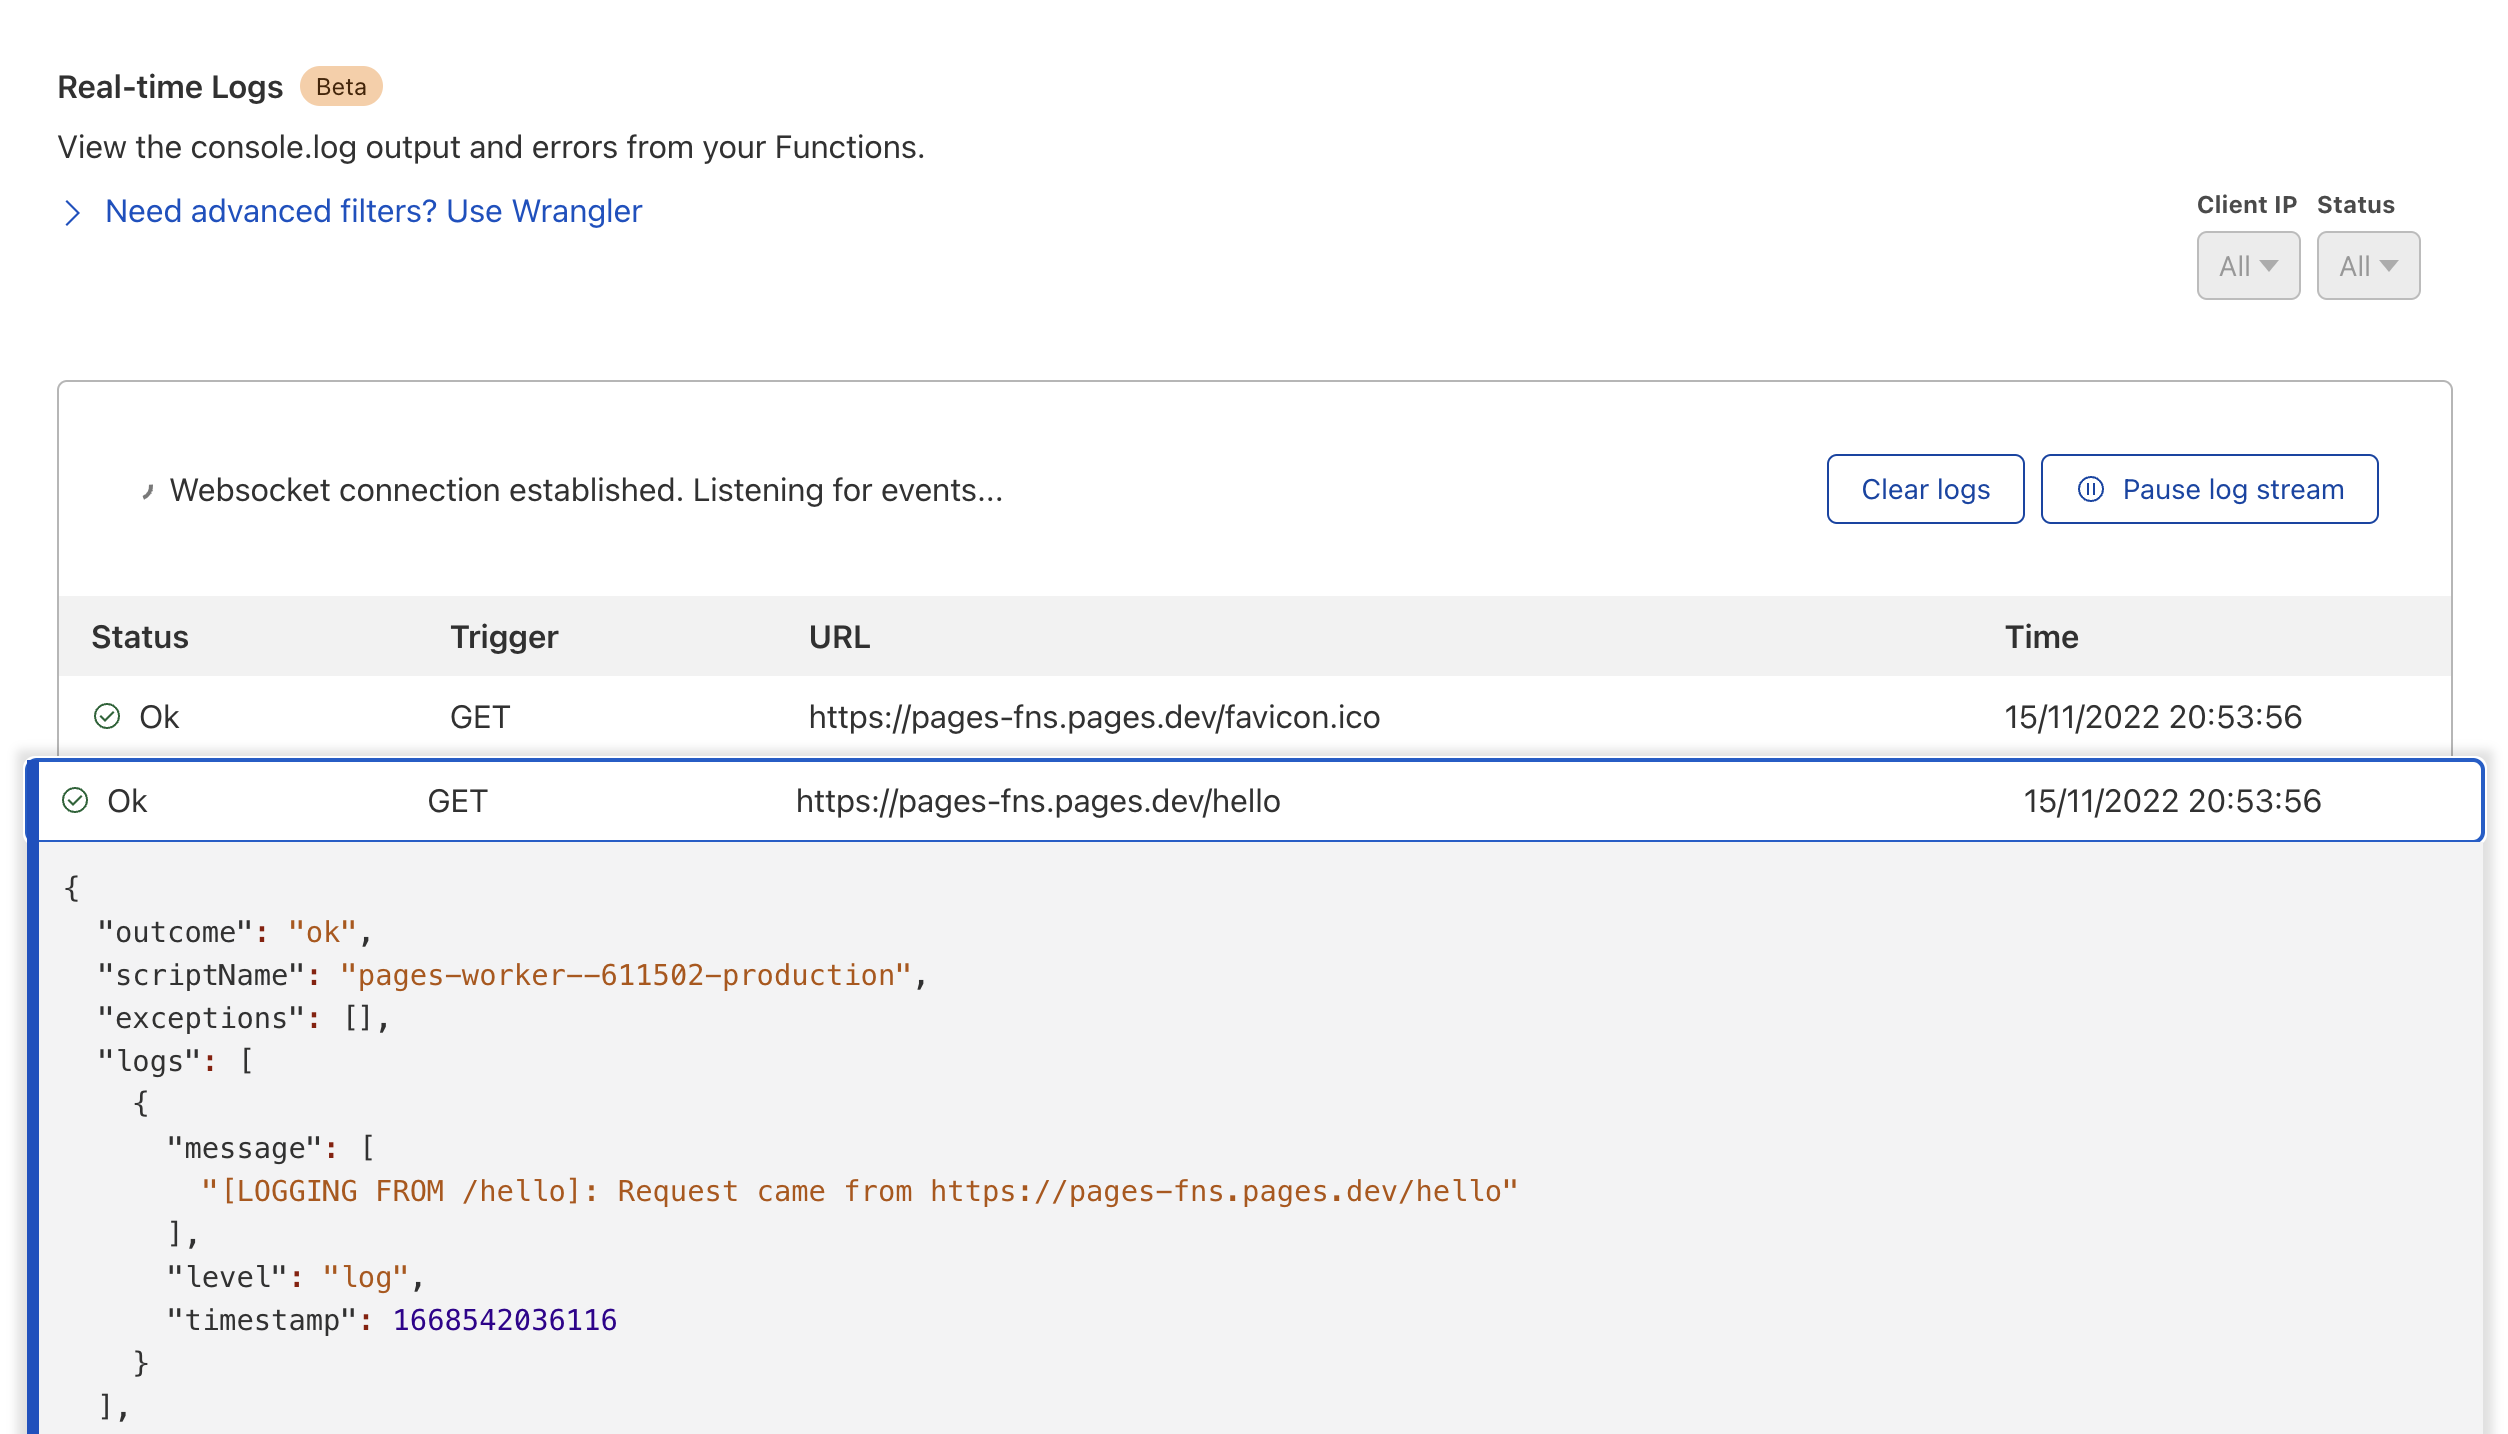 Real-time Logs Beta
View the console.log output and errors from your Functions.
Need advanced filters? Use Wrangler
Client IP Status
All All
Websocket connection established. Listening for events... Clear logs Pause log stream
Status Trigger URL Time
Ok GET https://pages-fns.pages.dev/favicon.ico 15/11/2022 20:53:56
Ok GET https://pages-fns.pages.dev/hello 15/11/2022 20:53:56
{
  "outcome": "ok",
  "scriptName": "pages-worker--611502-production",
  "exceptions": [],
  "logs": [
    {
      "message": [
        "[LOGGING FROM /hello]: Request came from https://pages-fns.pages.dev/hello"
      ],
      "level": "log",
      "timestamp": 1668542036116
    }
  ],